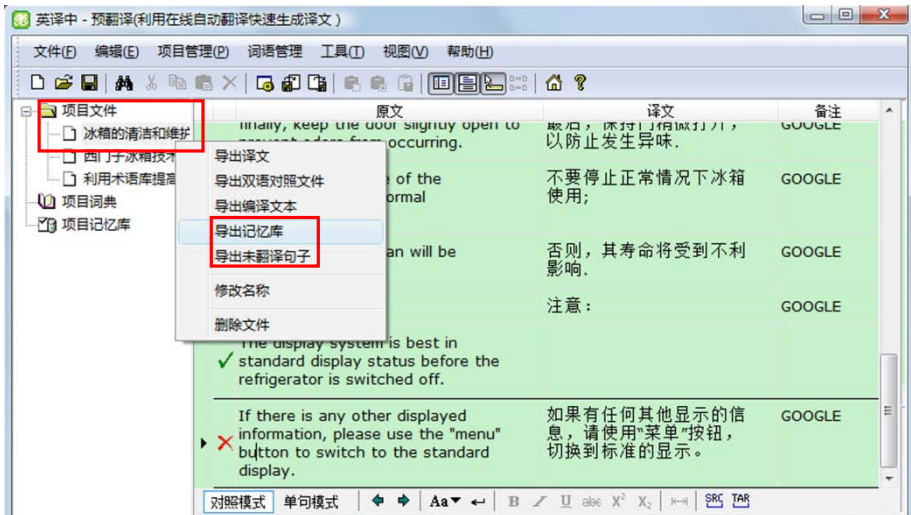 英译中 - 预翻译(利用在线自动翻译快速生成译文)
文件(F) 编辑(E) 项目管理(P) 词语管理 工具(T) 视图(V) 帮助(H)
项目文件
冰箱的清洁和维护
西门子冰箱技术
利用术语库提高
项目词典
项目记忆库
导出译文
导出双语对照文件
导出编译文本
导出记忆库
导出未翻译句子
修改名称
删除文件
原文 译文 备注
finally, keep the door slightly open to
occurring.
最后，保持门稍微打开，
以防止发生异味.
GOOGLE
of the
ormal
不要停止正常情况下冰箱
使用;
GOOGLE
an will be
否则，其寿命将受到不利
影响.
GOOGLE
注意:
GOOGLE
The display system is best in
standard display status before the
refrigerator is switched off.
If there is any other displayed
information, please use the "menu"
button to switch to the standard
display.
如果有任何其他显示的信
息，请使用“菜单”按钮，
切换到标准的显示。
GOOGLE
对照模式 单句模式 Aa B I U abc X² X₂ SRC TAR